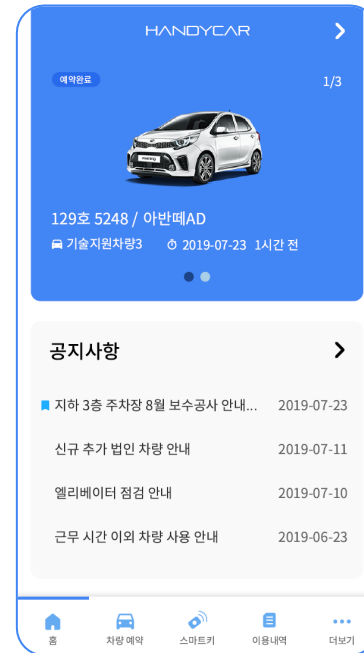 HANDYCAR
예약완료
1/3
129호 5248 / 아반떼AD
기술지원차량3 2019-07-23 1시간 전
공지사항
지하 3층 주차장 8월 보수공사 안내... 2019-07-23
신규 추가 법인 차량 안내 2019-07-11
엘리베이터 점검 안내 2019-07-10
근무 시간 이외 차량 사용 안내 2019-06-23
홈 차량 예약 스마트키 이용내역 더보기